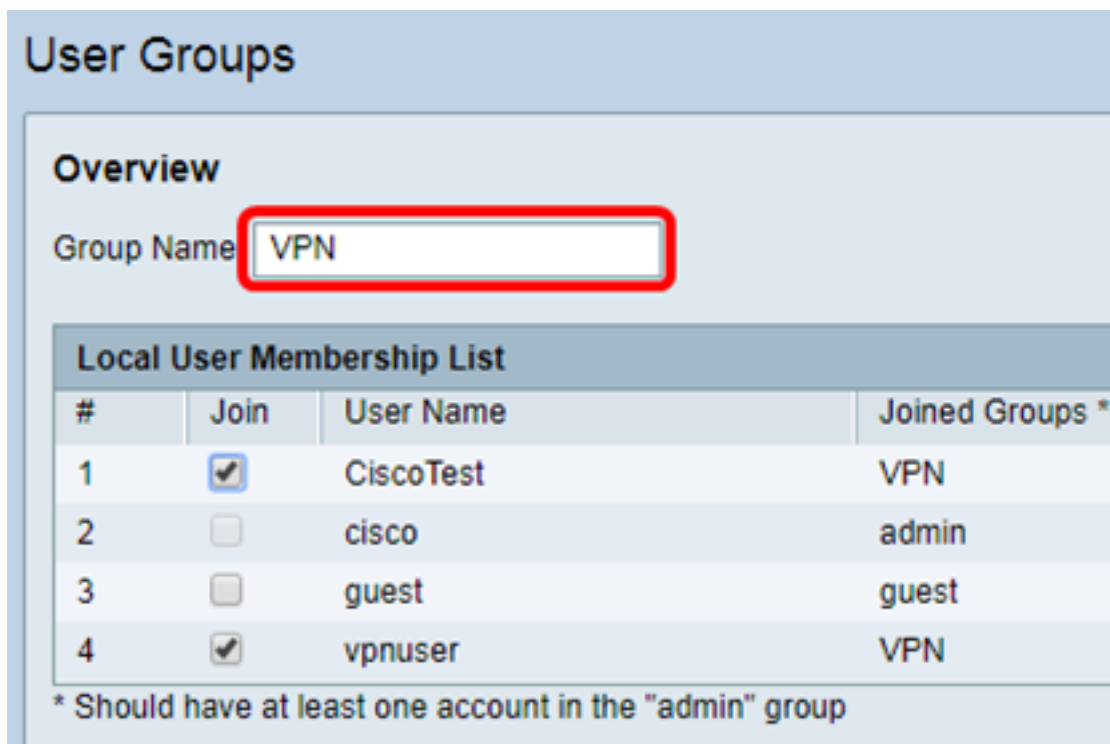 User Groups
Overview
Group Name VPN
Local User Membership List
# Join User Name Joined Groups *
1 CiscoTest VPN
2 cisco admin
3 guest guest
4 vpnuser VPN
* Should have at least one account in the "admin" group